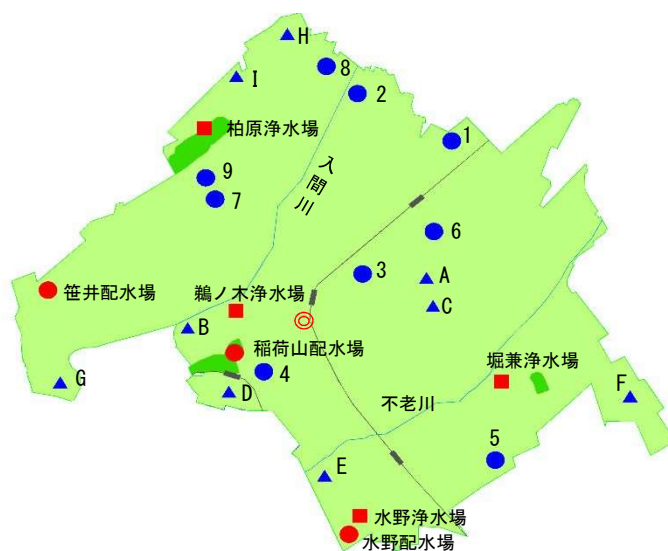 H
8
I
2
柏原浄水場
1
入間川
9
7
6
3
A
笹井配水場
鵜ノ木浄水場
C
B
稲荷山配水場
4
堀兼浄水場
G
D
F
不老川
5
E
水野浄水場
水野配水場